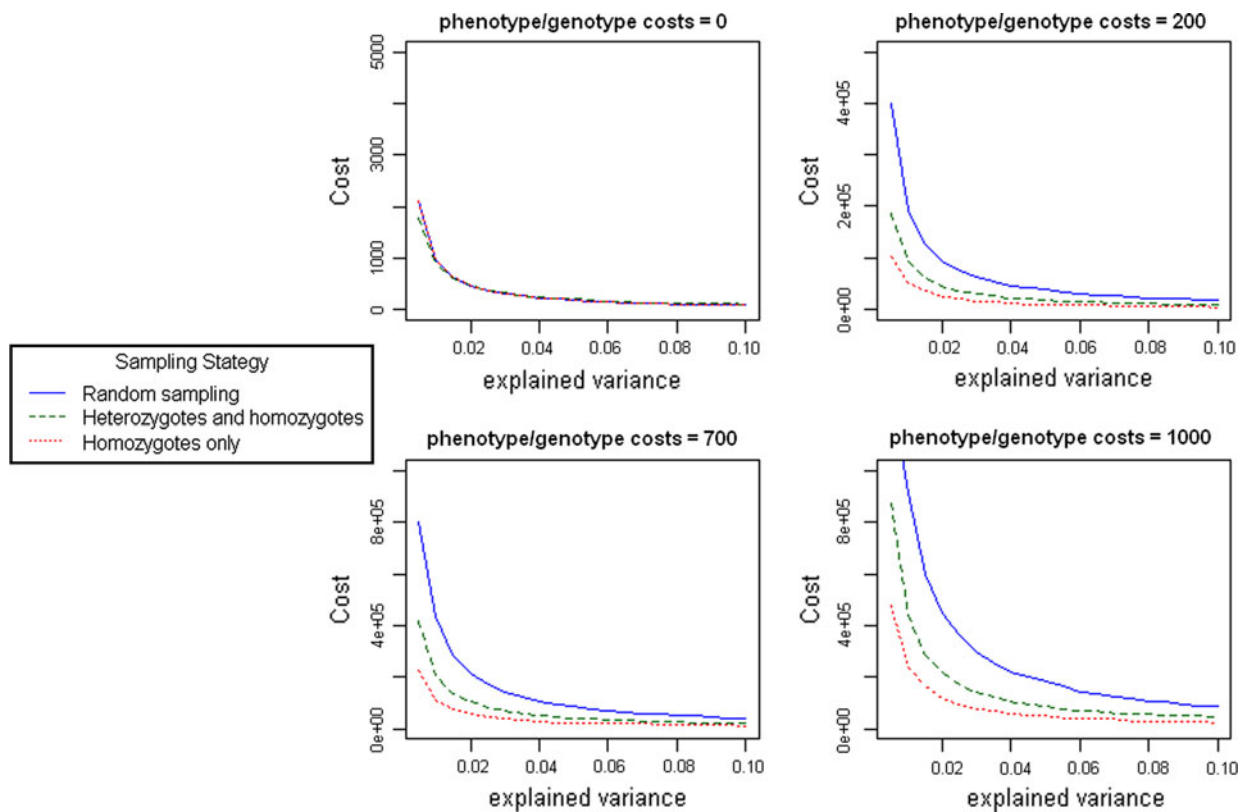 phenotype/genotype costs = 0
5000
3000
1000
0
Cost
0.02 0.04 0.06 0.08 0.10
explained variance
phenotype/genotype costs = 200
4e+05
2e+05
0e+00
Cost
0.02 0.04 0.06 0.08 0.10
explained variance
Sampling Stategy
Random sampling
Heterozygotes and homozygotes
Homozygotes only
phenotype/genotype costs = 700
8e+05
4e+05
0e+00
Cost
0.02 0.04 0.06 0.08 0.10
explained variance
phenotype/genotype costs = 1000
8e+05
4e+05
0e+00
Cost
0.02 0.04 0.06 0.08 0.10
explained variance